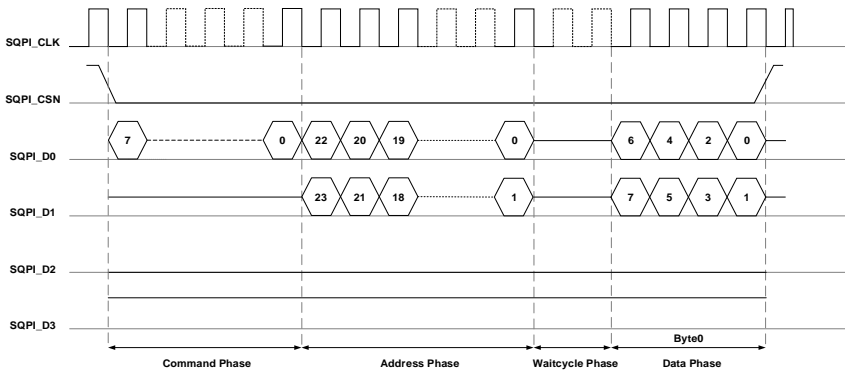 SQPI_CLK
SQPI_CSN
SQPI_D0 7 0 22 20 19 0 6 4 2 0
SQPI_D1 23 21 18 1 7 5 3 1
SQPI_D2
SQPI_D3
Byte0
Command Phase Address Phase Waitcycle Phase Data Phase